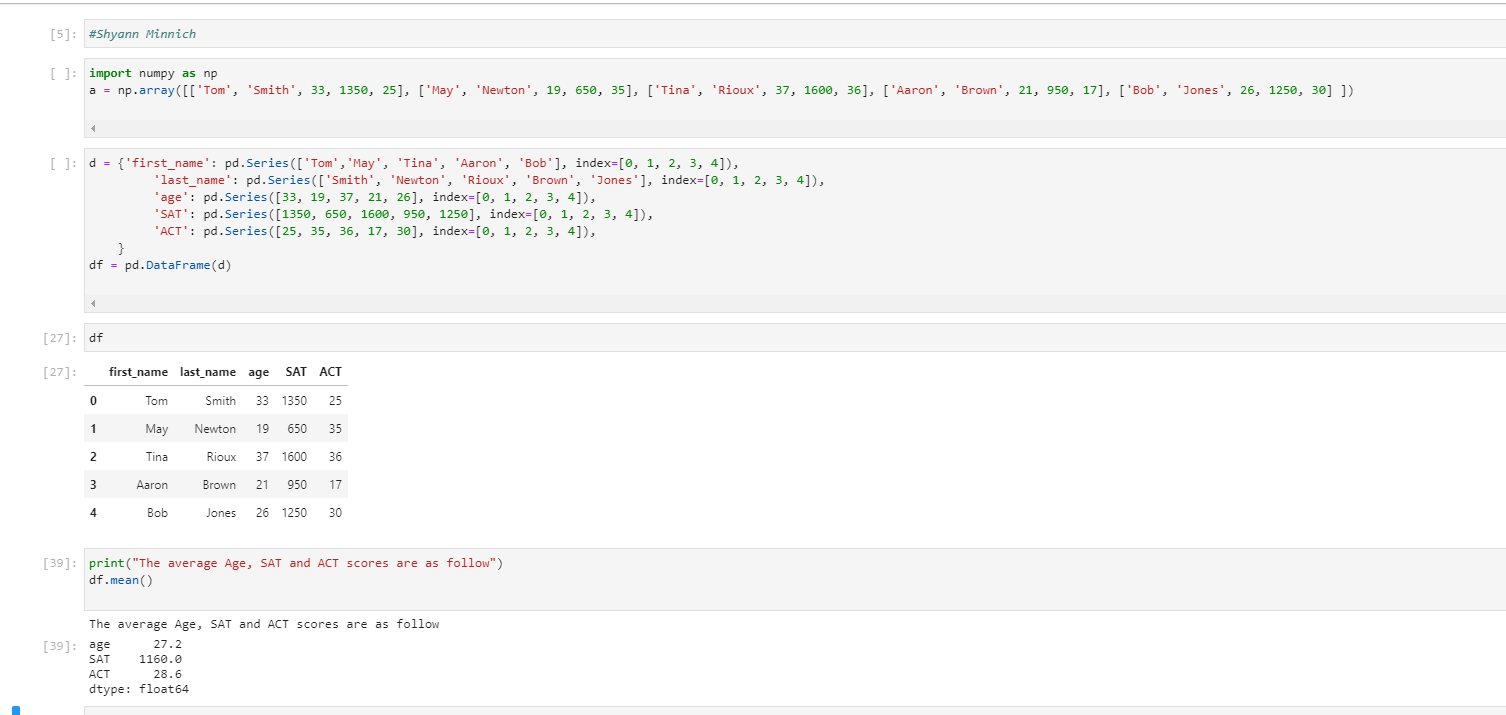 [5]: #Shyann Minnich
[ ]: import numpy as np
a = np.array([['Tom', 'Smith', 33, 1350, 25], ['May', 'Newton', 19, 650, 35], ['Tina', 'Rioux', 37, 1600, 36], ['Aaron', 'Brown', 21, 950, 17], ['Bob', 'Jones', 26, 1250, 30] ])
[ ]: d = {'first_name': pd.Series(['Tom','May', 'Tina', 'Aaron', 'Bob'], index=[0, 1, 2, 3, 4]),
'last_name': pd.Series(['Smith', 'Newton', 'Rioux', 'Brown', 'Jones'], index=[0, 1, 2, 3, 4]),
'age': pd.Series([33, 19, 37, 21, 26], index=[0, 1, 2, 3, 4]),
'SAT': pd.Series([1350, 650, 1600, 950, 1250], index=[0, 1, 2, 3, 4]),
'ACT': pd.Series([25, 35, 36, 17, 30], index=[0, 1, 2, 3, 4]),
}
df = pd.DataFrame(d)
[27]: df
[27]: first_name last_name age SAT ACT
0 Tom Smith 33 1350 25
1 May Newton 19 650 35
2 Tina Rioux 37 1600 36
3 Aaron Brown 21 950 17
4 Bob Jones 26 1250 30
[39]: print("The average Age, SAT and ACT scores are as follow")
df.mean()
The average Age, SAT and ACT scores are as follow
[39]: age 27.2
SAT 1160.0
ACT 28.6
dtype: float64